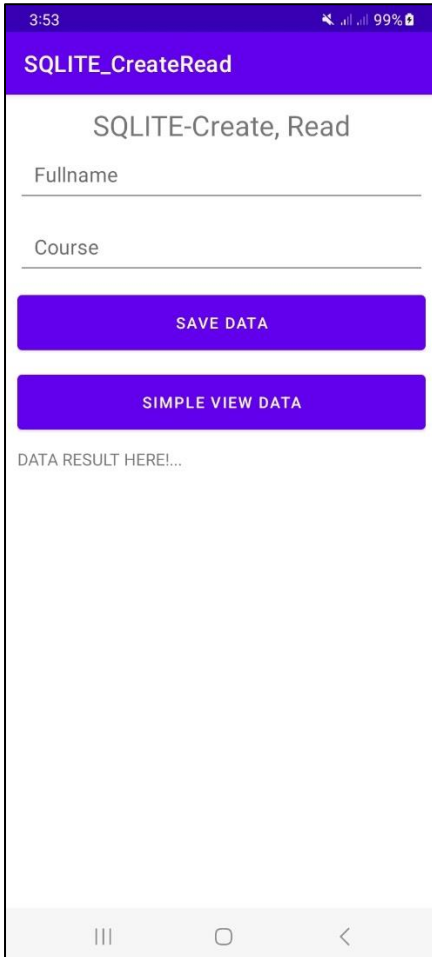 3:53 99%
SQLITE_CreateRead
SQLITE-Create, Read
Fullname
Course
SAVE DATA
SIMPLE VIEW DATA
DATA RESULT HERE!...